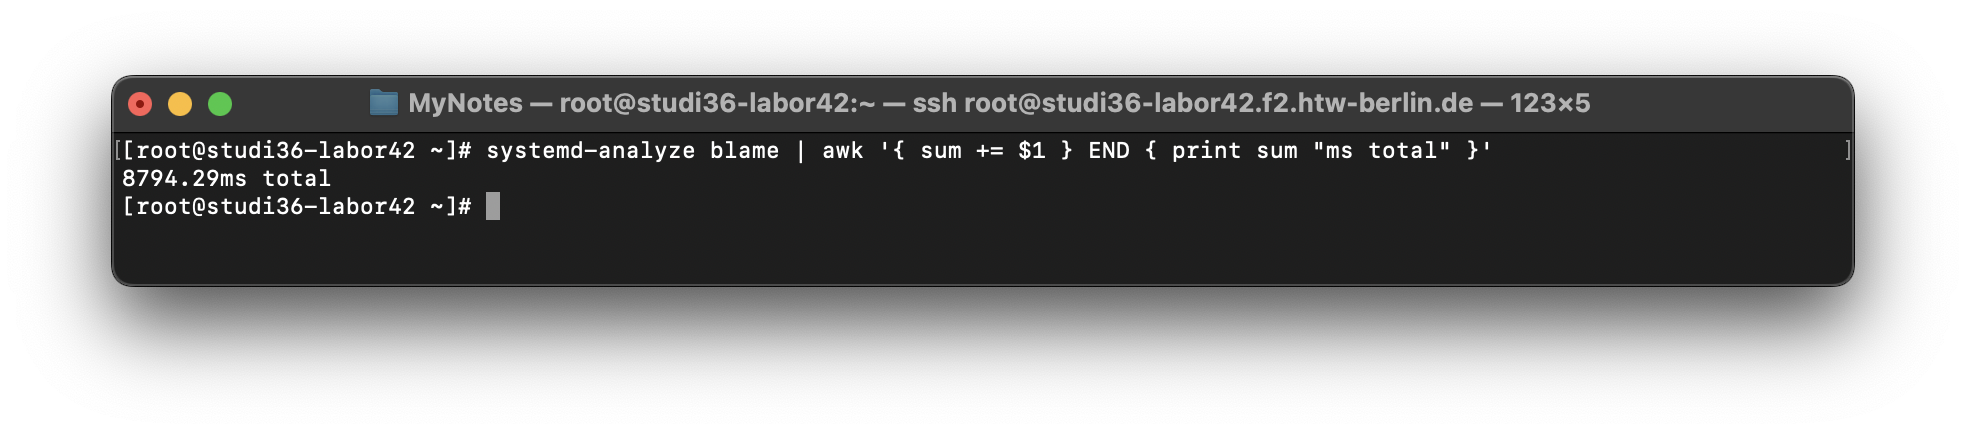 MyNotes — root@studi36-labor42:~ — ssh root@studi36-labor42.f2.htw-berlin.de — 123×5
[[root@studi36-labor42 ~]# systemd-analyze blame | awk '{ sum += $1 } END { print sum "ms total" }' ]
8794.29ms total
[root@studi36-labor42 ~]#